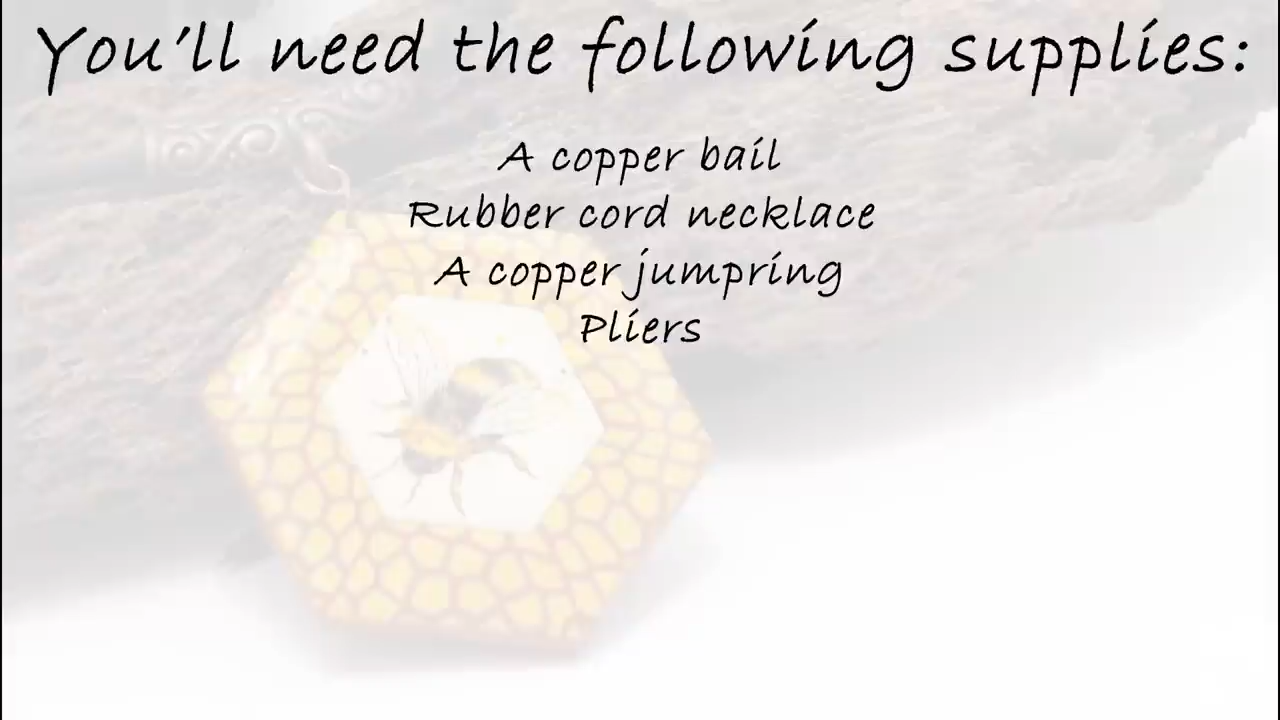 You'll need the following supplies:
A copper bail
Rubber cord necklace
A copper jumpring
Pliers